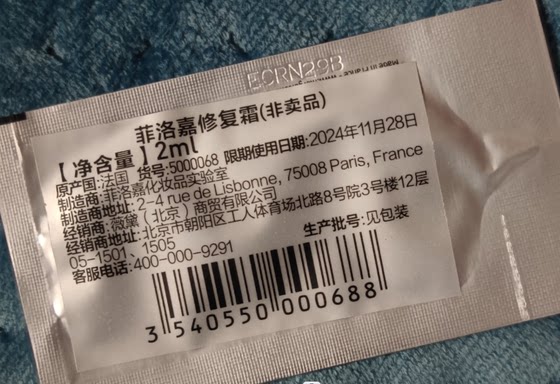 ECRN29B
菲洛嘉修复霜(非卖品)
【净含量】2ml
原产国:法国 货号:5000068 限期使用日期:2024年11月28日
制造商:菲洛嘉化妆品实验室
制造商地址:2-4 rue de Lisbonne, 75008 Paris, France
经销商:薇黛(北京)商贸有限公司
经销商地址:北京市朝阳区工人体育场北路8号院3号楼12层
05-1501、1505
生产批号:见包装
客服电话:400-000-9291
3 540550 000688